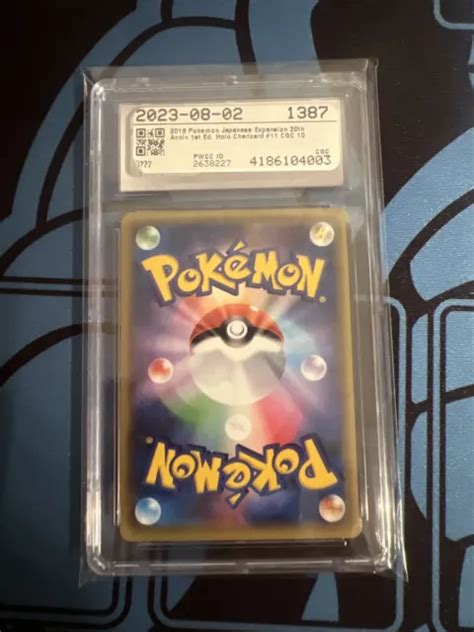 2023-08-02 1387
2016 Pokemon Japanese Expansion 20th
Anniv 1st Ed. Holo Charizard #11 CGC 10
PWCC ID CGC
???? 2638227 4186104003
POKéMON
POKéMON